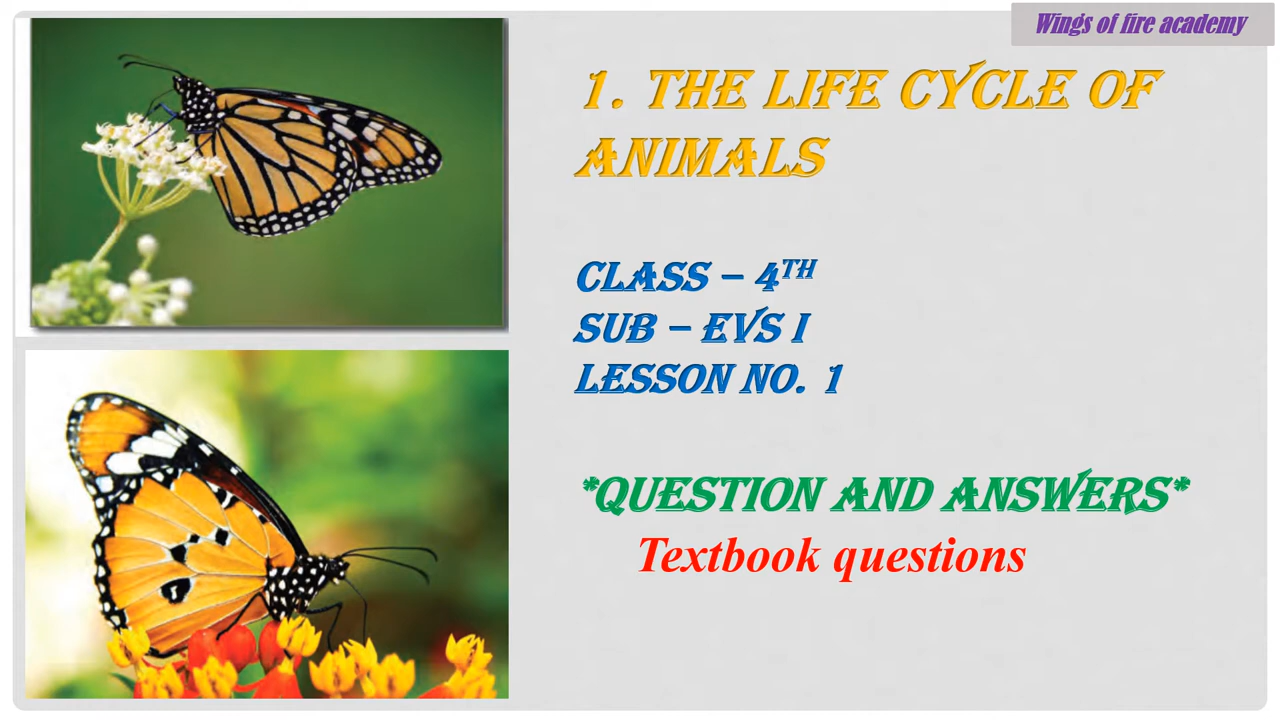 Wings of fire academy
1. THE LIFE CYCLE OF
ANIMALS
CLASS – 4TH
SUB – EVS I
LESSON NO. 1
*QUESTION AND ANSWERS*
Textbook questions